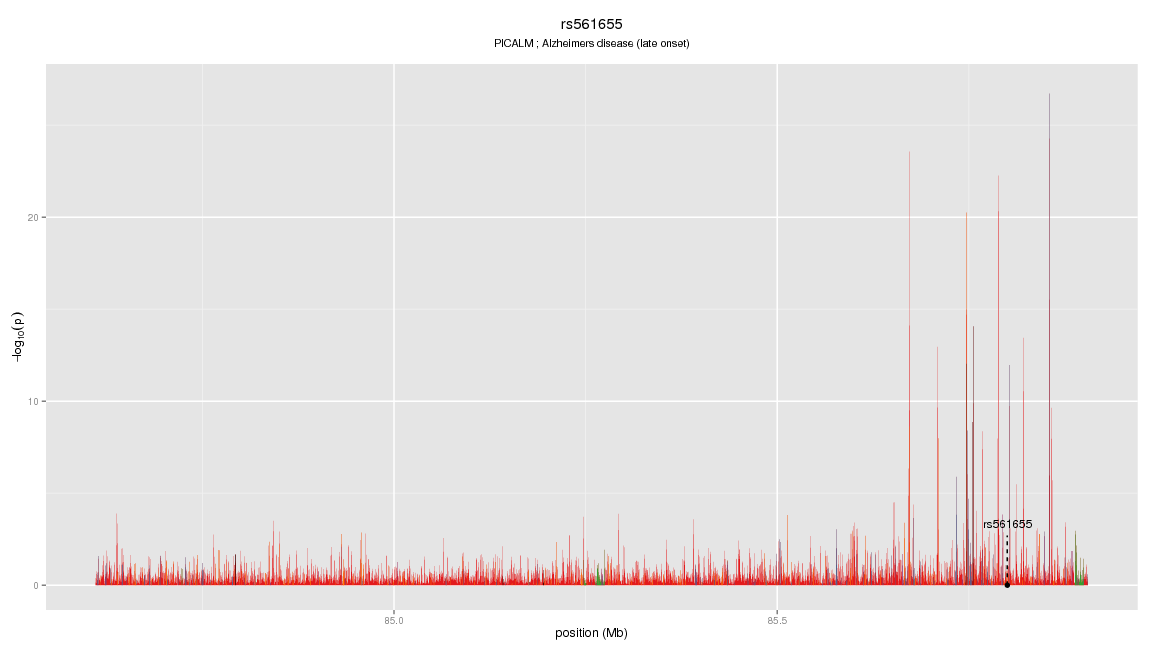 rs561655
PICALM ; Alzheimers disease (late onset)
−log10(p)
20
10
0
rs561655
85.0
85.5
position (Mb)